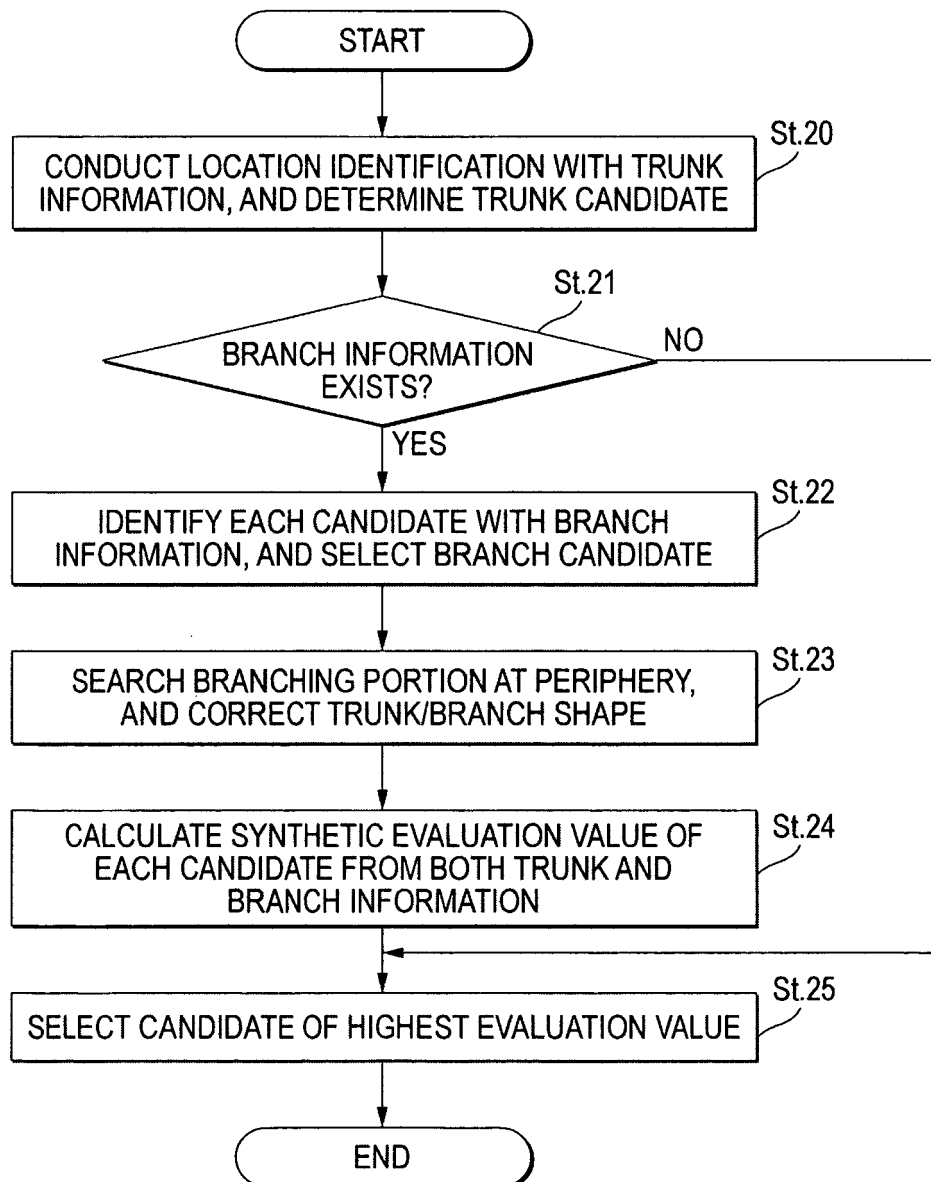 START
St.20
CONDUCT LOCATION IDENTIFICATION WITH TRUNK
INFORMATION, AND DETERMINE TRUNK CANDIDATE
St.21
BRANCH INFORMATION
EXISTS?
NO
YES
St.22
IDENTIFY EACH CANDIDATE WITH BRANCH
INFORMATION, AND SELECT BRANCH CANDIDATE
St.23
SEARCH BRANCHING PORTION AT PERIPHERY,
AND CORRECT TRUNK/BRANCH SHAPE
St.24
CALCULATE SYNTHETIC EVALUATION VALUE OF
EACH CANDIDATE FROM BOTH TRUNK AND
BRANCH INFORMATION
St.25
SELECT CANDIDATE OF HIGHEST EVALUATION VALUE
END